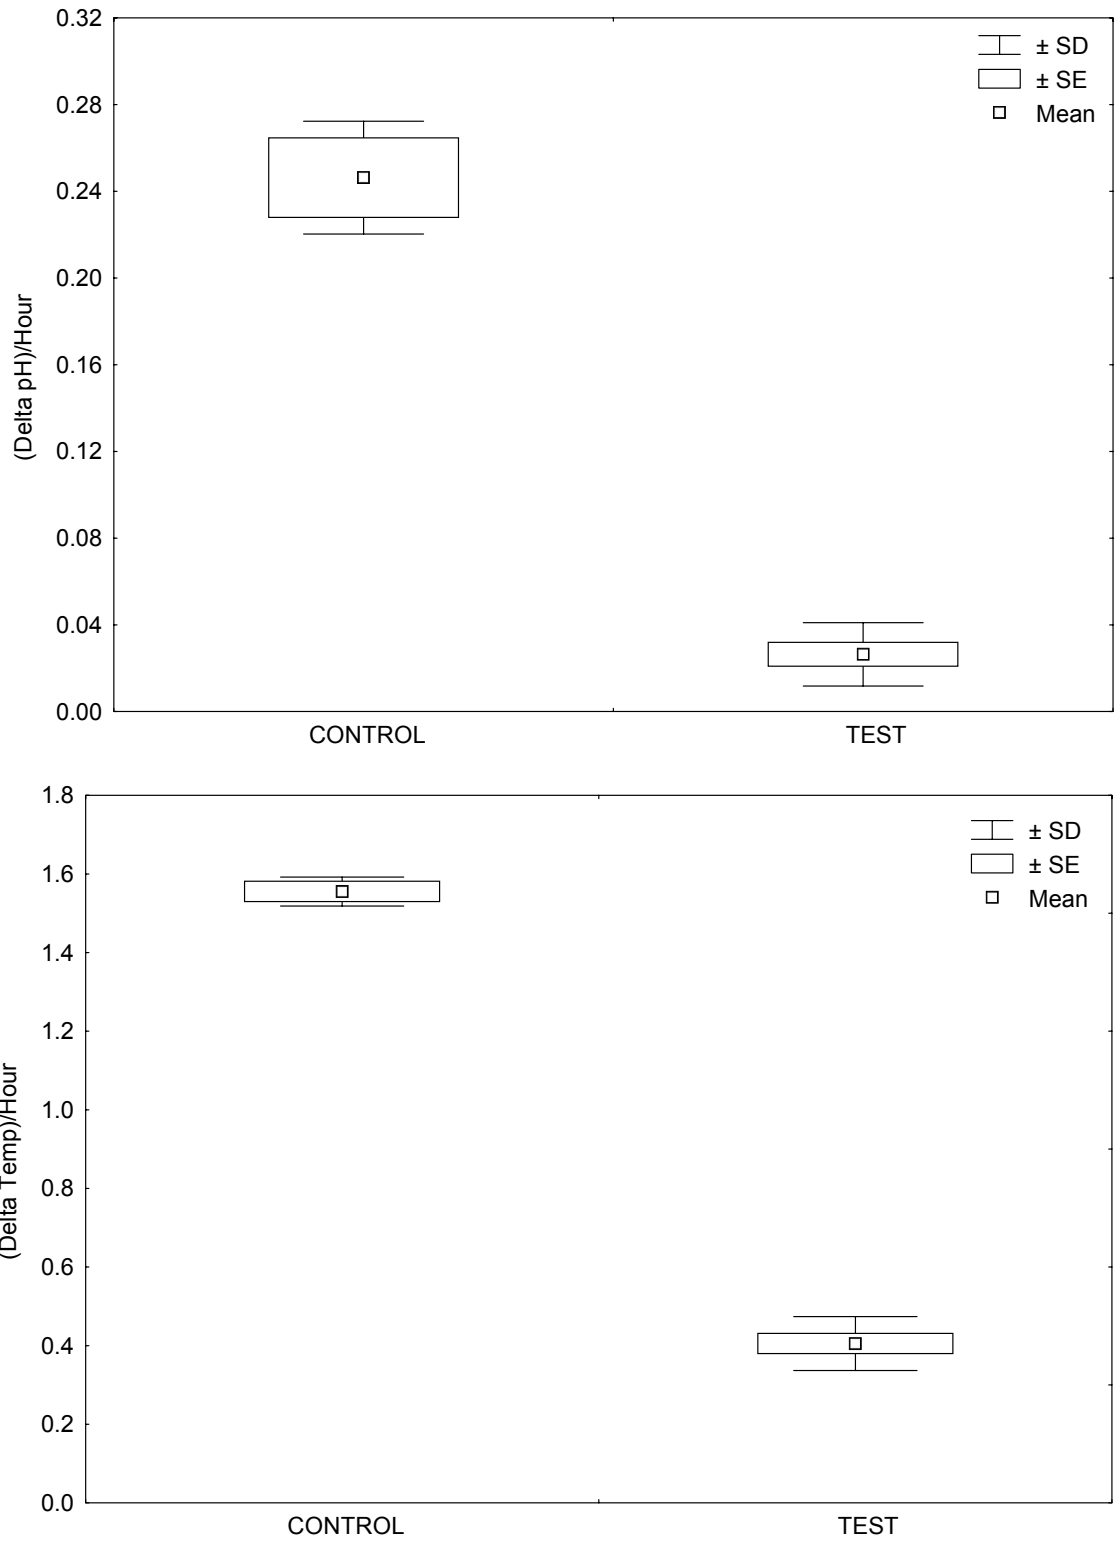 0.32
0.28
0.24
0.20
0.16
0.12
0.08
0.04
0.00
(Delta pH)/Hour
± SD
± SE
Mean
CONTROL TEST
1.8
1.6
1.4
1.2
1.0
0.8
0.6
0.4
0.2
0.0
(Delta Temp)/Hour
± SD
± SE
Mean
CONTROL TEST